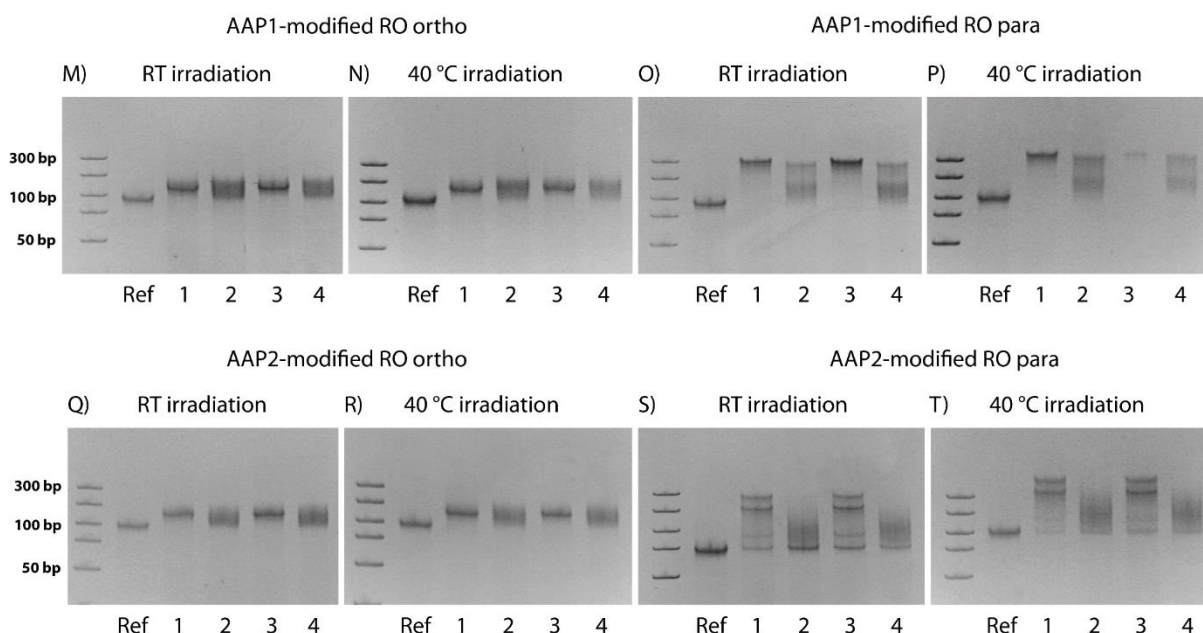 AAP1-modified RO ortho
AAP1-modified RO para
M) RT irradiation
N) 40 °C irradiation
O) RT irradiation
P) 40 °C irradiation
300 bp
100 bp
50 bp
Ref 1 2 3 4
Ref 1 2 3 4
Ref 1 2 3 4
Ref 1 2 3 4
AAP2-modified RO ortho
AAP2-modified RO para
Q) RT irradiation
R) 40 °C irradiation
S) RT irradiation
T) 40 °C irradiation
300 bp
100 bp
50 bp
Ref 1 2 3 4
Ref 1 2 3 4
Ref 1 2 3 4
Ref 1 2 3 4